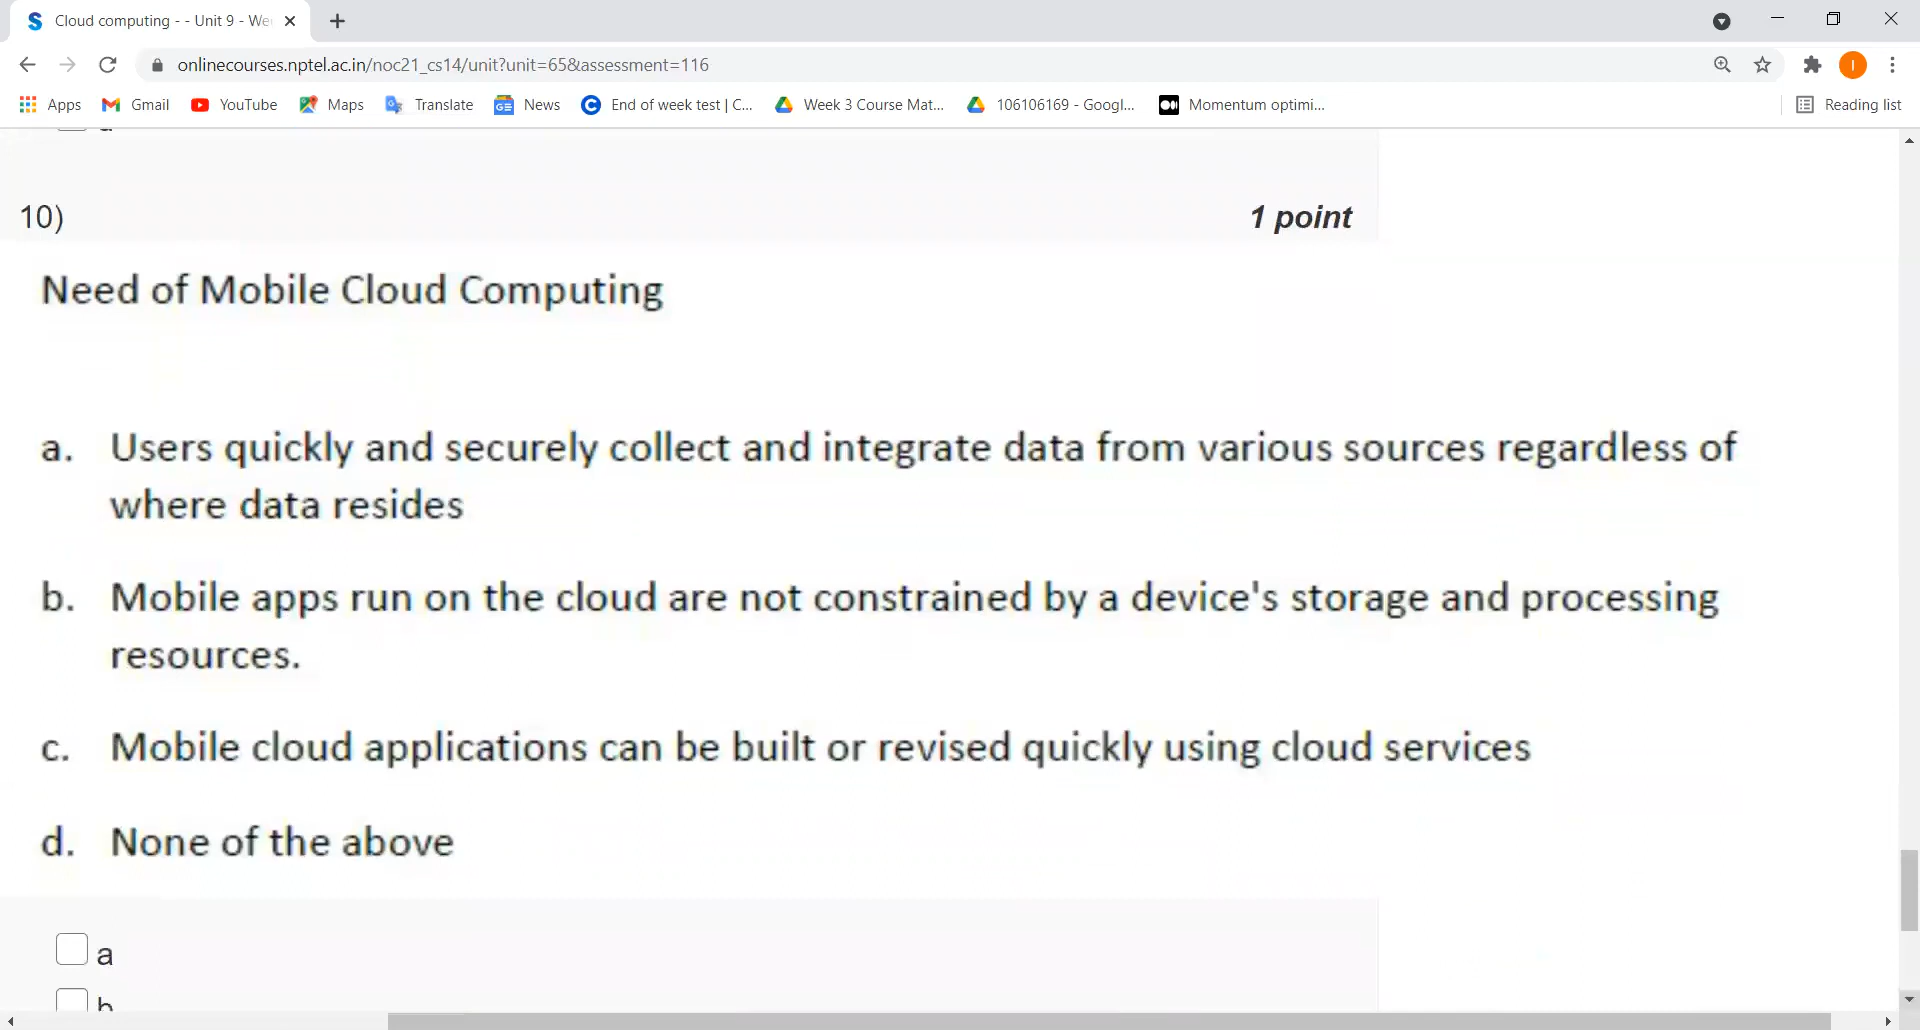 Cloud computing - - Unit 9 - We
onlinecourses.nptel.ac.in/noc21_cs14/unit?unit=65&assessment=116
Apps Gmail YouTube Maps Translate News End of week test | C... Week 3 Course Mat... 106106169 - Googl... Momentum optimi... Reading list
10) 1 point
Need of Mobile Cloud Computing
a. Users quickly and securely collect and integrate data from various sources regardless of
where data resides
b. Mobile apps run on the cloud are not constrained by a device's storage and processing
resources.
c. Mobile cloud applications can be built or revised quickly using cloud services
d. None of the above
a
b